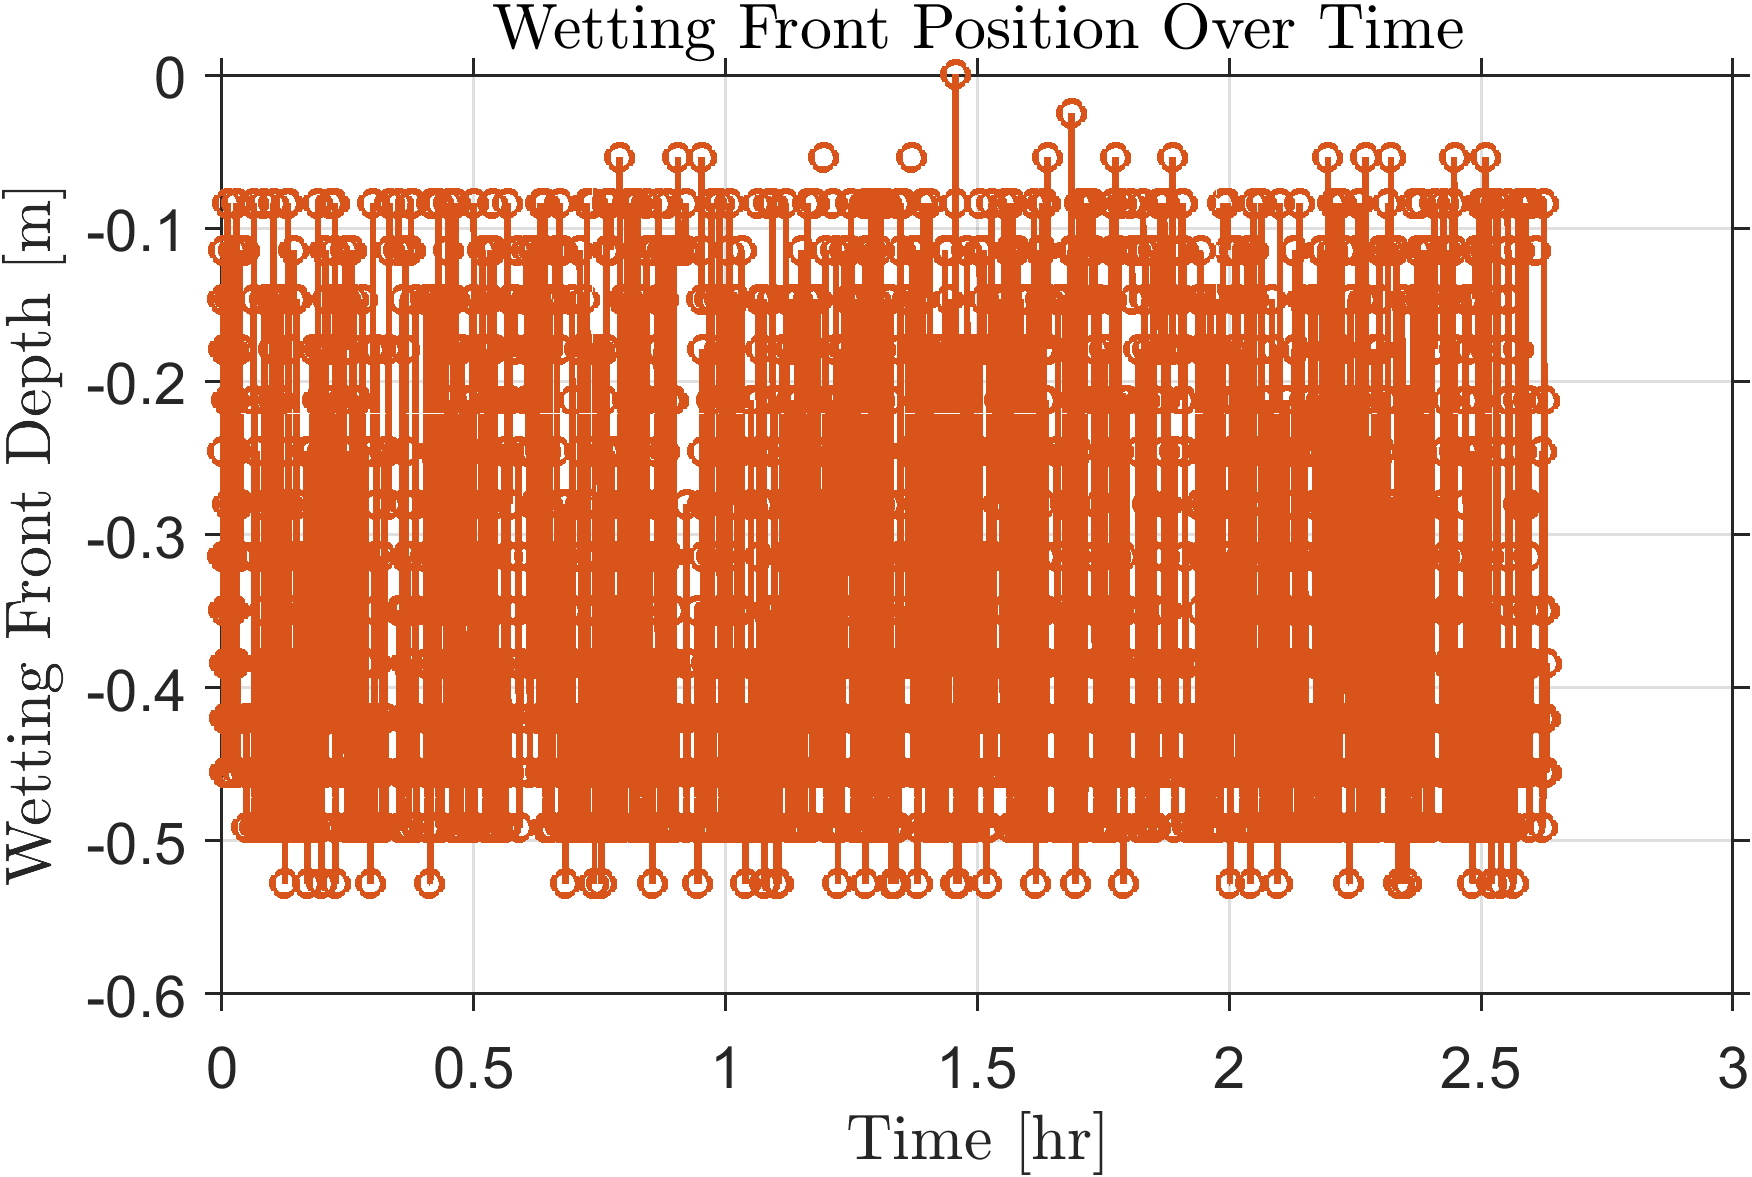 Wetting Front Position Over Time
Wetting Front Depth [m]
0
-0.1
-0.2
-0.3
-0.4
-0.5
-0.6
0 0.5 1 1.5 2 2.5 3
Time [hr]